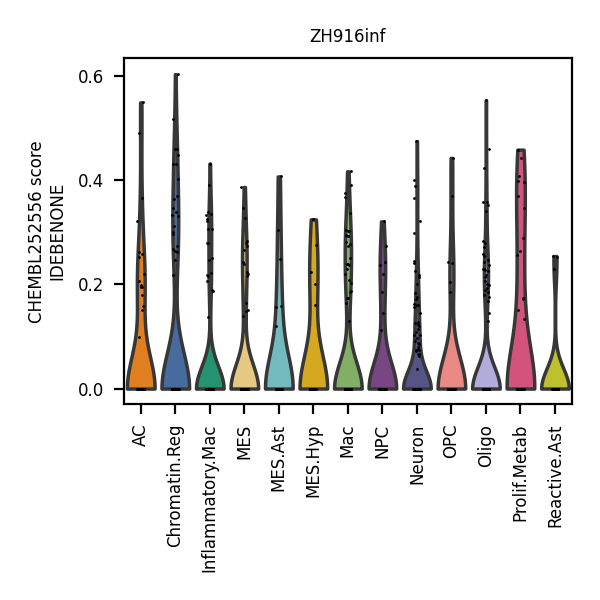 ZH916inf
CHEMBL252556 score
IDEBENONE
0.6
0.4
0.2
0.0
AC
Chromatin.Reg
Inflammatory.Mac
MES
MES.Ast
MES.Hyp
Mac
NPC
Neuron
OPC
Oligo
Prolif.Metab
Reactive.Ast